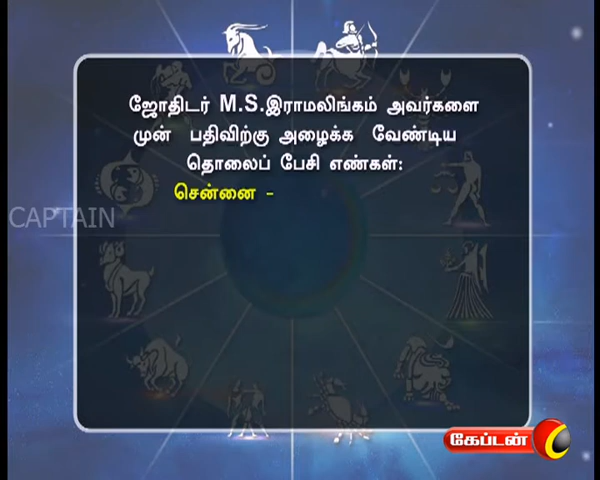 ஜோதிடர் M.S.இராமலிங்கம் அவர்களை
முன் பதிவிற்கு அழைக்க வேண்டிய
தொலைப் பேசி எண்கள்:
சென்னை -
CAPTAIN
கேப்டன்